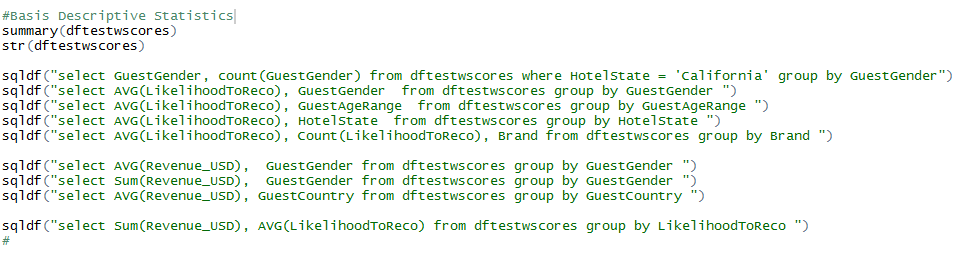 #Basis Descriptive Statistics
summary(dftestwscores)
str(dftestwscores)
sqldf("select GuestGender, count(GuestGender) from dftestwscores where HotelState = 'California' group by GuestGender")
sqldf("select AVG(LikelihoodToReco), GuestGender  from dftestwscores group by GuestGender ")
sqldf("select AVG(LikelihoodToReco), GuestAgeRange  from dftestwscores group by GuestAgeRange ")
sqldf("select AVG(LikelihoodToReco), HotelState  from dftestwscores group by HotelState ")
sqldf("select AVG(LikelihoodToReco), Count(LikelihoodToReco), Brand from dftestwscores group by Brand ")
sqldf("select AVG(Revenue_USD),  GuestGender from dftestwscores group by GuestGender ")
sqldf("select Sum(Revenue_USD),  GuestGender from dftestwscores group by GuestGender ")
sqldf("select AVG(Revenue_USD), GuestCountry from dftestwscores group by GuestCountry ")
sqldf("select Sum(Revenue_USD), AVG(LikelihoodToReco) from dftestwscores group by LikelihoodToReco ")
#